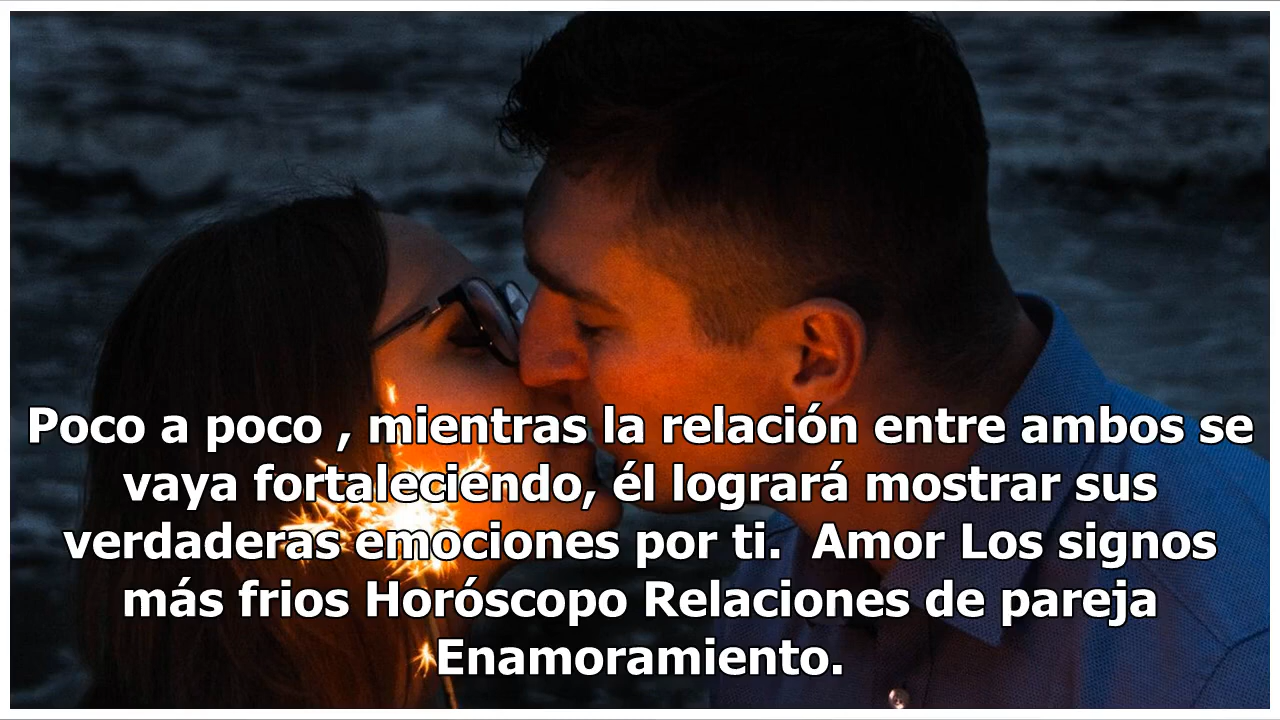 Poco a poco , mientras la relación entre ambos se
vaya fortaleciendo, él logrará mostrar sus
verdaderas emociones por ti.  Amor Los signos
más frios Horóscopo Relaciones de pareja
Enamoramiento.